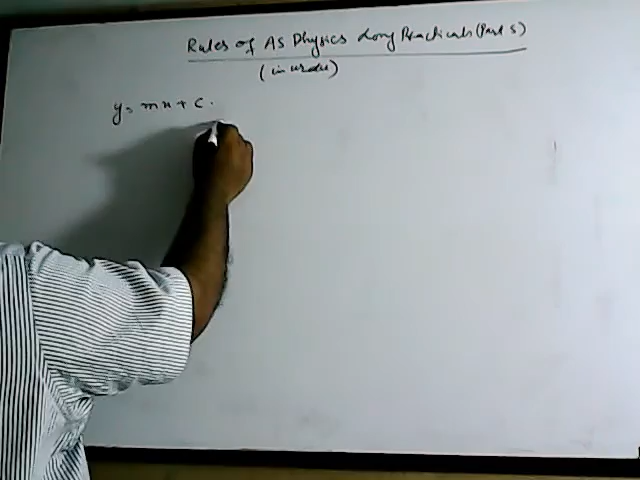 Rules of AS Physics Long Practicals (Part 5)
(in urdu)
y = mx + c.